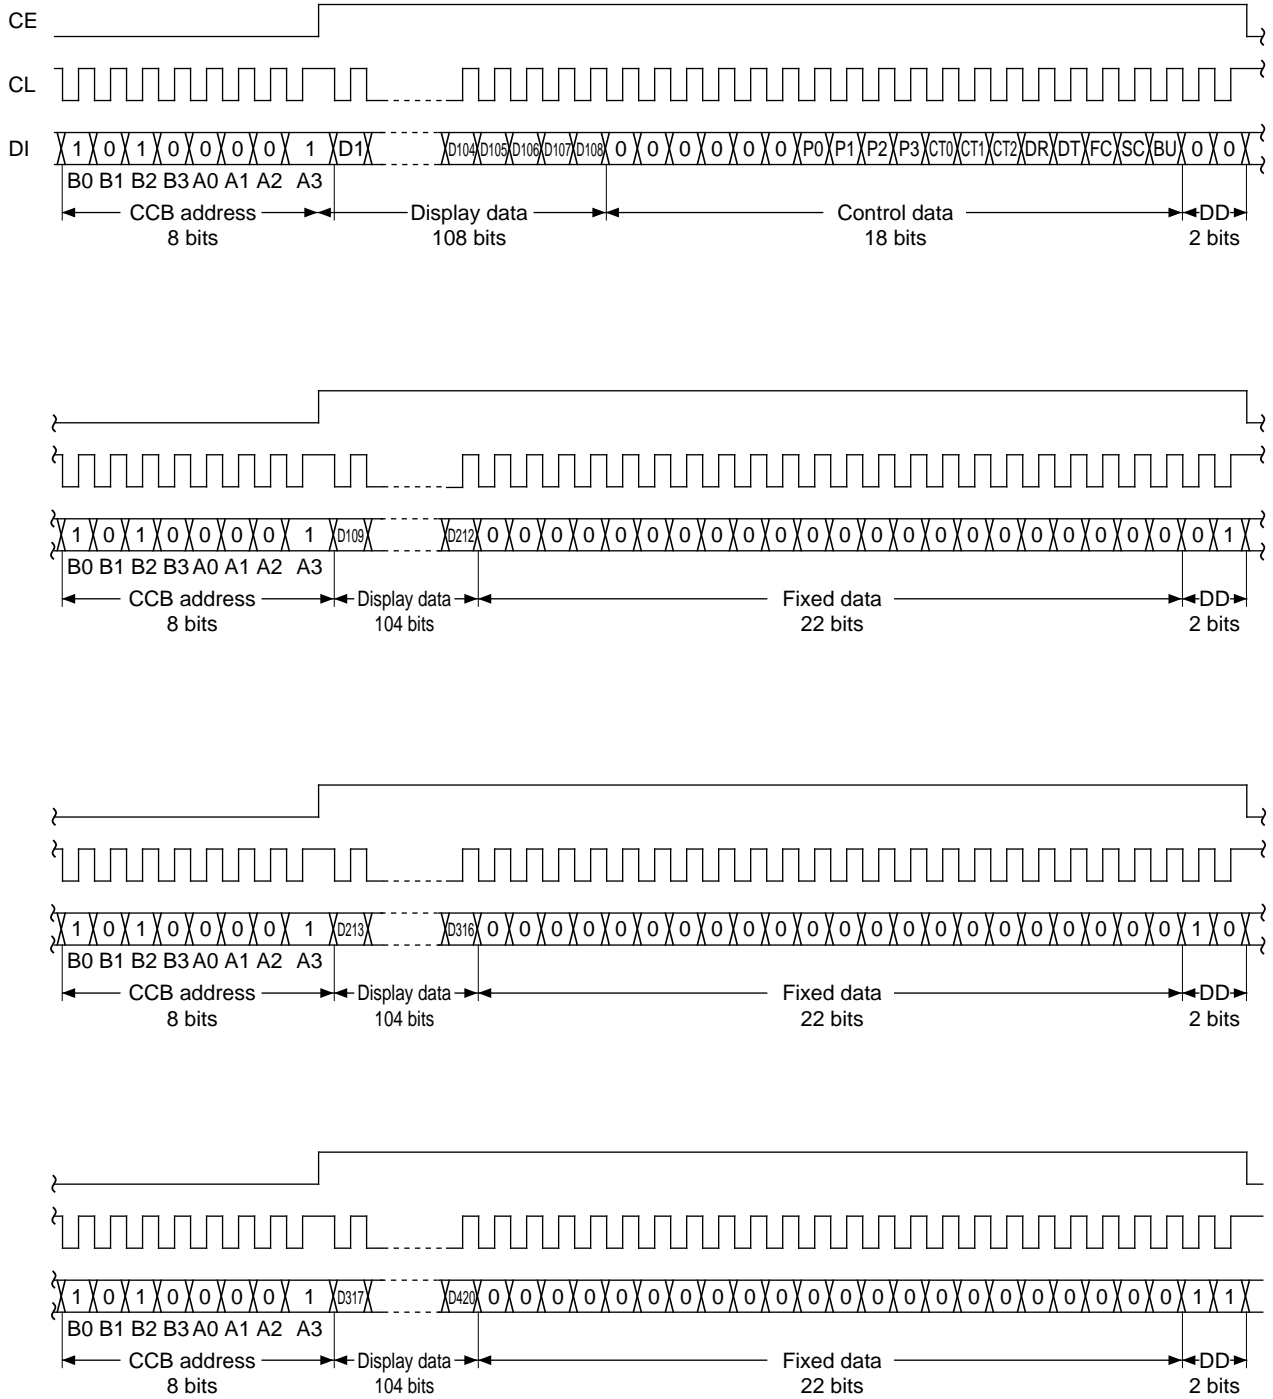 CE
CL
DI 1 0 1 0 0 0 0 1 D1 D104 D105 D106 D107 D108 0 0 0 0 0 0 P0 P1 P2 P3 CT0 CT1 CT2 DR DT FC SC BU 0 0
B0 B1 B2 B3 A0 A1 A2 A3
CCB address Display data Control data DD
8 bits 108 bits 18 bits 2 bits
1 0 1 0 0 0 0 1 D109 D212 0 0 0 0 0 0 0 0 0 0 0 0 0 0 0 0 0 0 0 0 0 0 0 1
B0 B1 B2 B3 A0 A1 A2 A3
CCB address Display data Fixed data DD
8 bits 104 bits 22 bits 2 bits
1 0 1 0 0 0 0 1 D213 D316 0 0 0 0 0 0 0 0 0 0 0 0 0 0 0 0 0 0 0 0 0 0 1 0
B0 B1 B2 B3 A0 A1 A2 A3
CCB address Display data Fixed data DD
8 bits 104 bits 22 bits 2 bits
1 0 1 0 0 0 0 1 D317 D420 0 0 0 0 0 0 0 0 0 0 0 0 0 0 0 0 0 0 0 0 0 0 1 1
B0 B1 B2 B3 A0 A1 A2 A3
CCB address Display data Fixed data DD
8 bits 104 bits 22 bits 2 bits